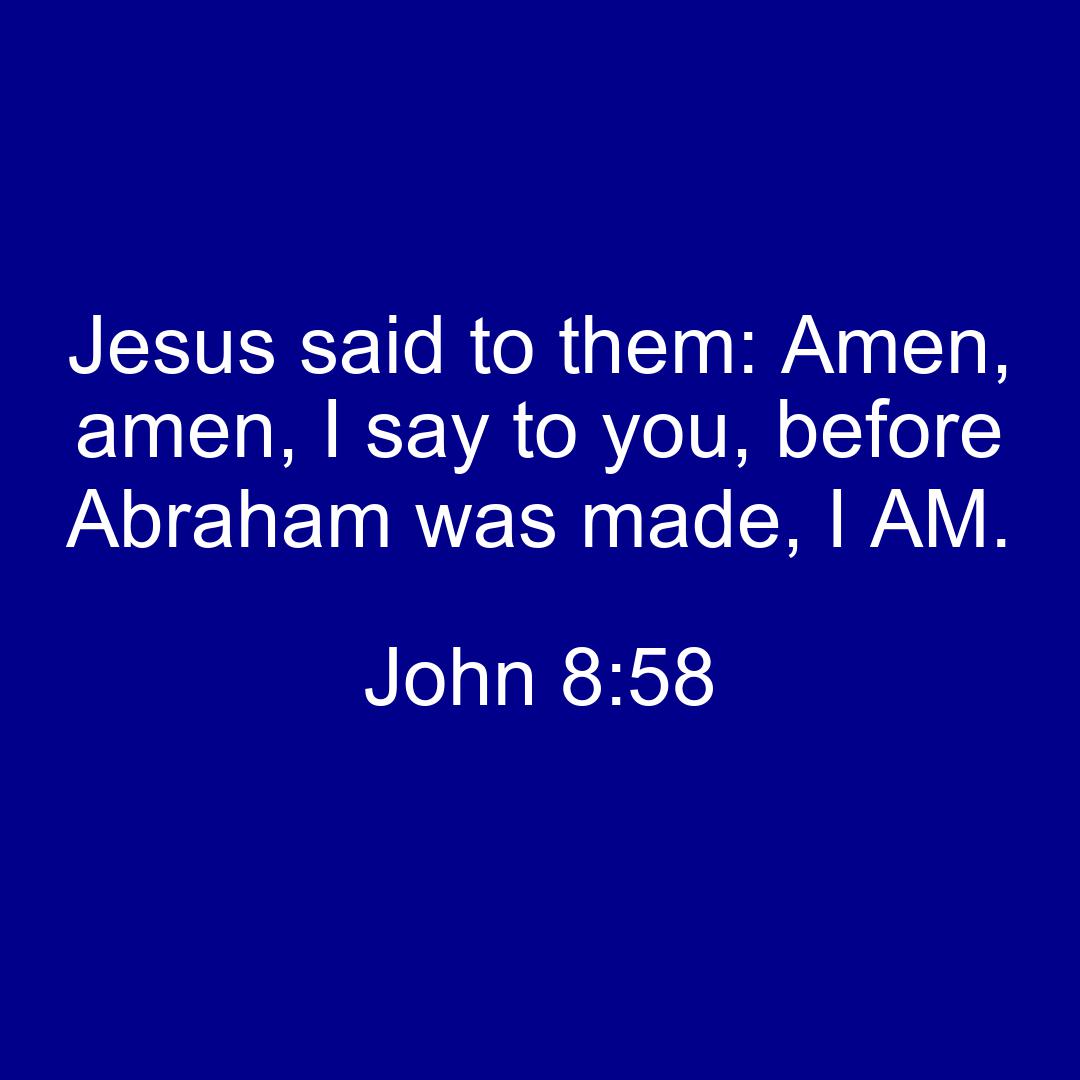 Jesus said to them: Amen,
amen, I say to you, before
Abraham was made, I AM.
John 8:58